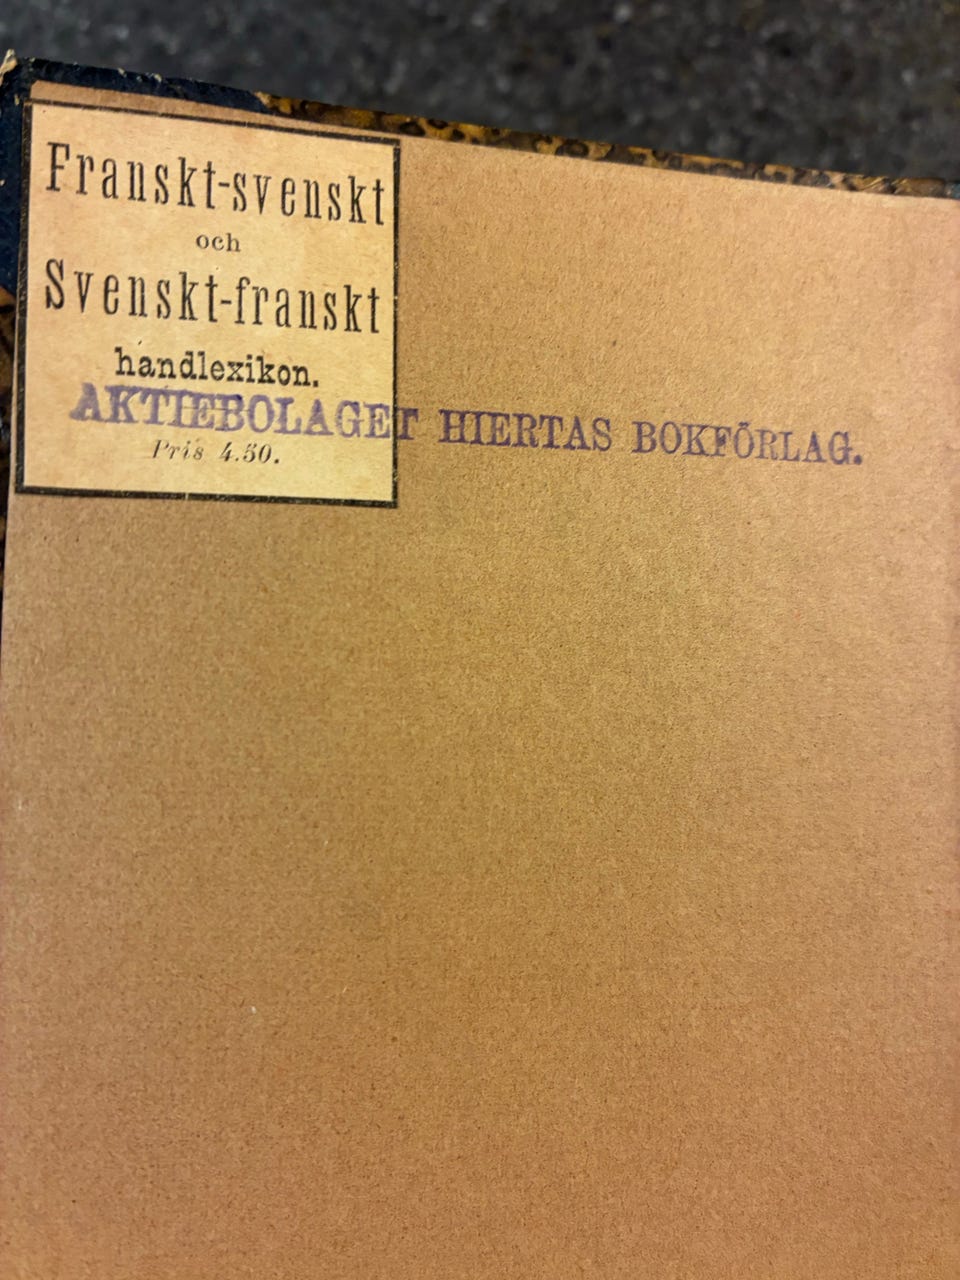 Franskt-svenskt
och
Svenskt-franskt
handlexikon.
AKTIEBOLAGET HIERTAS BOKFÖRLAG.
Pris 4.50.